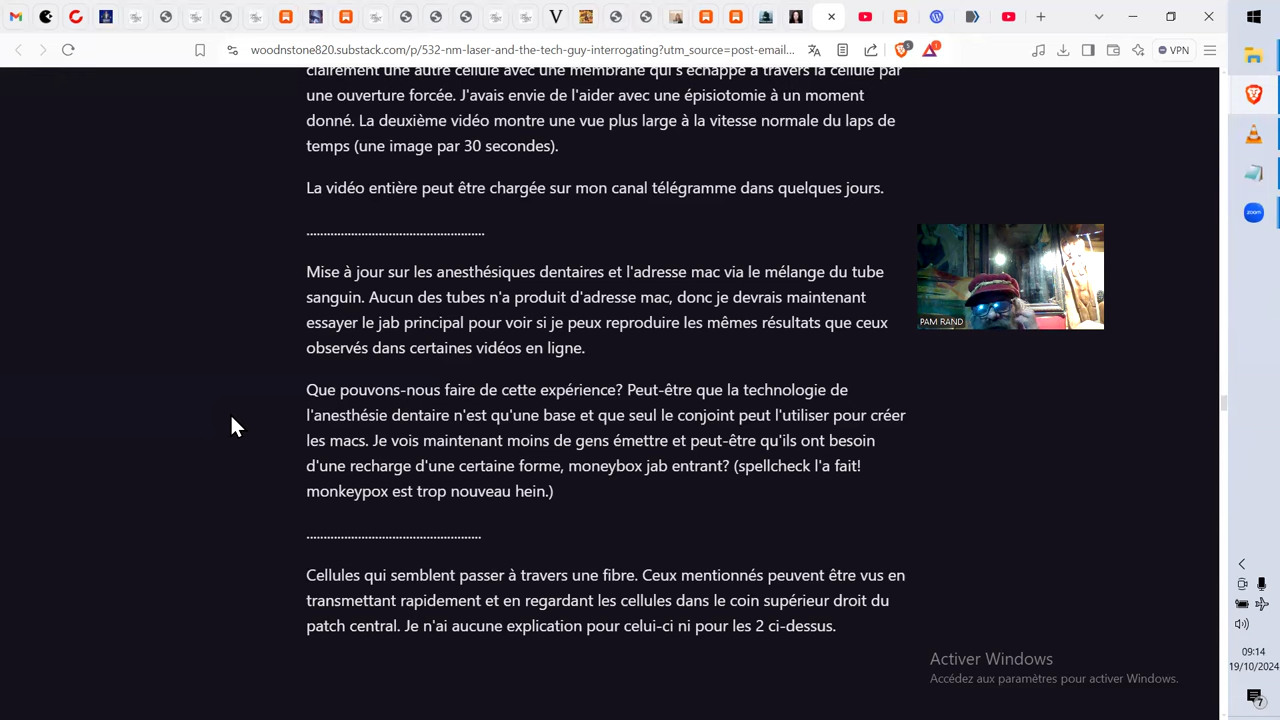 woodnstone820.substack.com/p/532-nm-laser-and-the-tech-guy-interrogating?utm_source=post-email...
VPN
clairement une autre cellule avec une membrane qui s'échappe à travers la cellule par
une ouverture forcée. J'avais envie de l'aider avec une épisiotomie à un moment
donné. La deuxième vidéo montre une vue plus large à la vitesse normale du laps de
temps (une image par 30 secondes).
La vidéo entière peut être chargée sur mon canal télégramme dans quelques jours.
....................................................
Mise à jour sur les anesthésiques dentaires et l'adresse mac via le mélange du tube
sanguin. Aucun des tubes n'a produit d'adresse mac, donc je devrais maintenant
essayer le jab principal pour voir si je peux reproduire les mêmes résultats que ceux
observés dans certaines vidéos en ligne.
PAM RAND
Que pouvons-nous faire de cette expérience? Peut-être que la technologie de
l'anesthésie dentaire n'est qu'une base et que seul le conjoint peut l'utiliser pour créer
les macs. Je vois maintenant moins de gens émettre et peut-être qu'ils ont besoin
d'une recharge d'une certaine forme, moneybox jab entrant? (spellcheck l'a fait!
monkeypox est trop nouveau hein.)
...................................................
Cellules qui semblent passer à travers une fibre. Ceux mentionnés peuvent être vus en
transmettant rapidement et en regardant les cellules dans le coin supérieur droit du
patch central. Je n'ai aucune explication pour celui-ci ni pour les 2 ci-dessus.
Activer Windows
Accédez aux paramètres pour activer Windows.
zoom
09:14
19/10/2024
7